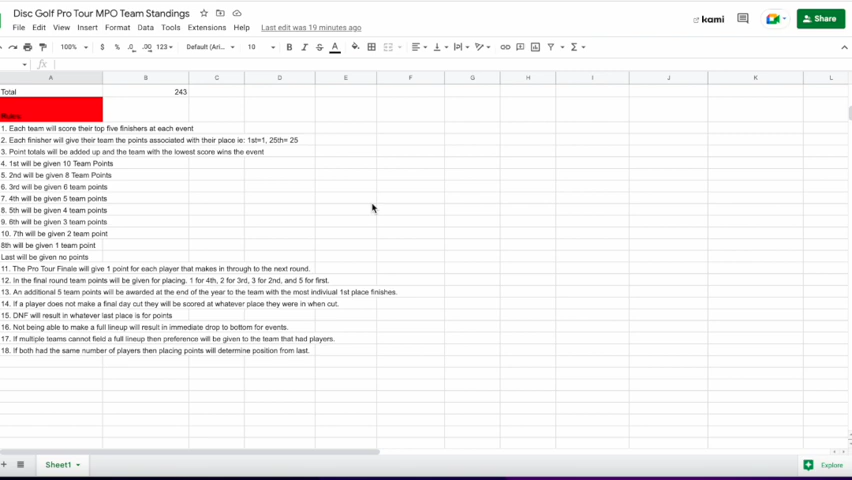 Disc Golf Pro Tour MPO Team Standings
File Edit View Insert Format Data Tools Extensions Help Last edit was 19 minutes ago
kami
Share
100% $ % .0 .00 123 Default (Ari... 10 B I S A
fx
A B C D E F G H I J K L
Total 243
Rules
1. Each team will score their top five finishers at each event
2. Each finisher will give their team the points associated with their place ie: 1st=1, 25th= 25
3. Point totals will be added up and the team with the lowest score wins the event
4. 1st will be given 10 Team Points
5. 2nd will be given 8 Team Points
6. 3rd will be given 6 team points
7. 4th will be given 5 team points
8. 5th will be given 4 team points
9. 6th will be given 3 team points
10. 7th will be given 2 team point
8th will be given 1 team point
Last will be given no points
11. The Pro Tour Finale will give 1 point for each player that makes in through to the next round.
12. In the final round team points will be given for placing. 1 for 4th, 2 for 3rd, 3 for 2nd, and 5 for first.
13. An additional 5 team points will be awarded at the end of the year to the team with the most indiviual 1st place finishes.
14. If a player does not make a final day cut they will be scored at whatever place they were in when cut.
15. DNF will result in whatever last place is for points
16. Not being able to make a full lineup will result in immediate drop to bottom for events.
17. If multiple teams cannot field a full lineup then preference will be given to the team that had players.
18. If both had the same number of players then placing points will determine position from last.
Sheet1
Explore